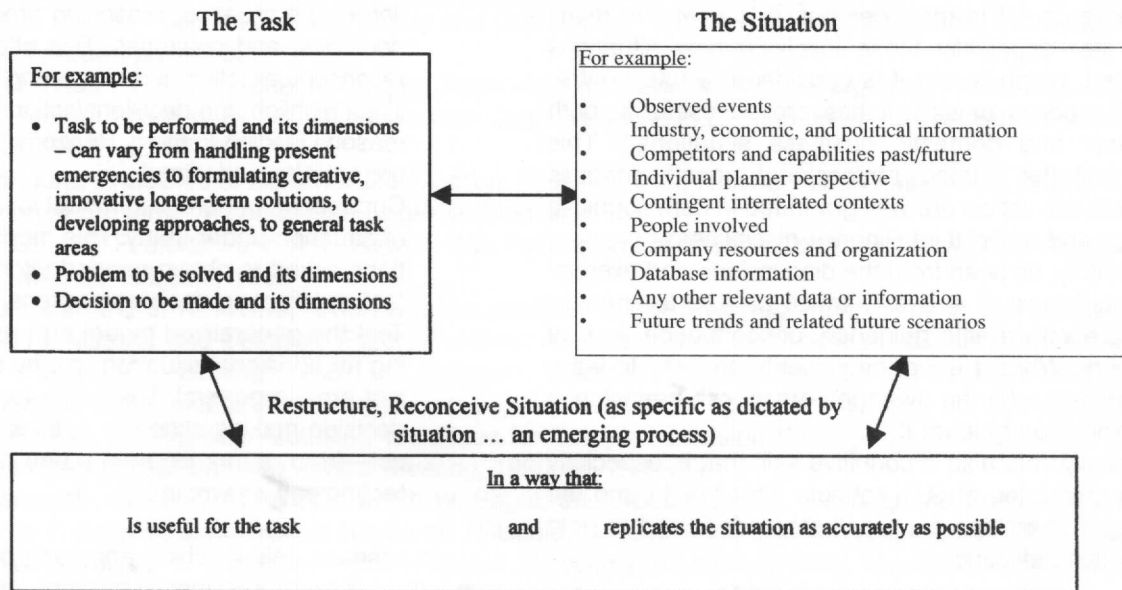 The Task
For example:
• Task to be performed and its dimensions
– can vary from handling present
emergencies to formulating creative,
innovative longer-term solutions, to
developing approaches, to general task
areas
• Problem to be solved and its dimensions
• Decision to be made and its dimensions
The Situation
For example:
• Observed events
• Industry, economic, and political information
• Competitors and capabilities past/future
• Individual planner perspective
• Contingent interrelated contexts
• People involved
• Company resources and organization
• Database information
• Any other relevant data or information
• Future trends and related future scenarios
Restructure, Reconceive Situation (as specific as dictated by
situation ... an emerging process)
In a way that:
Is useful for the task and replicates the situation as accurately as possible